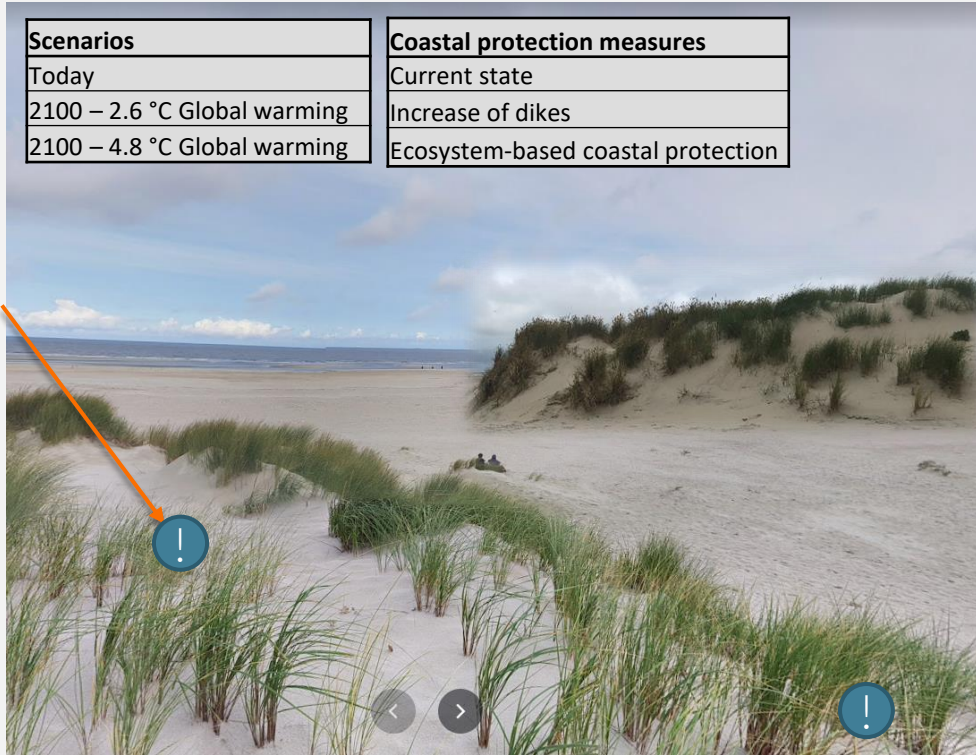 Scenarios
Today
2100 – 2.6 °C Global warming
2100 – 4.8 °C Global warming
Coastal protection measures
Current state
Increase of dikes
Ecosystem-based coastal protection
!
!